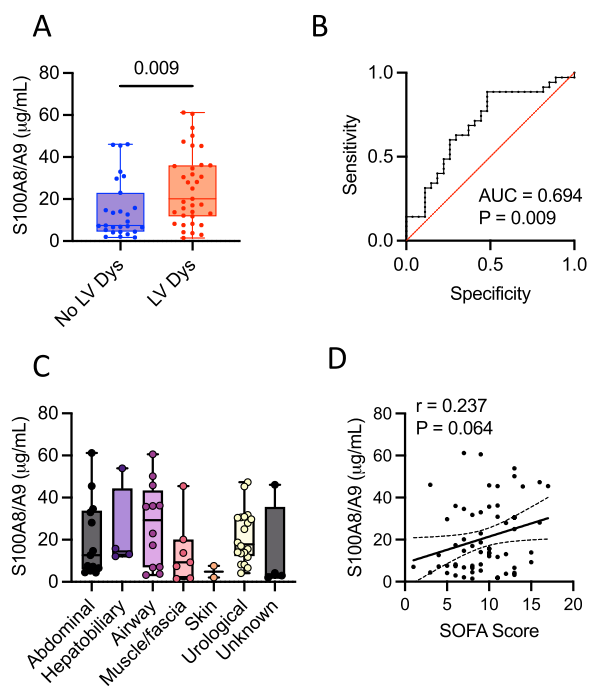 A
0.009
80
60
40
20
0
S100A8/A9 (µg/mL)
No LV Dys
LV Dys
B
1.0
0.5
0.0
Sensitivity
AUC = 0.694
P = 0.009
0.0
0.5
1.0
Specificity
C
80
60
40
20
0
S100A8/A9 (µg/mL)
Abdominal
Hepatobiliary
Airway
Muscle/fascia
Skin
Urological
Unknown
D
r = 0.237
P = 0.064
80
60
40
20
0
S100A8/A9 (µg/mL)
0
5
10
15
20
SOFA Score